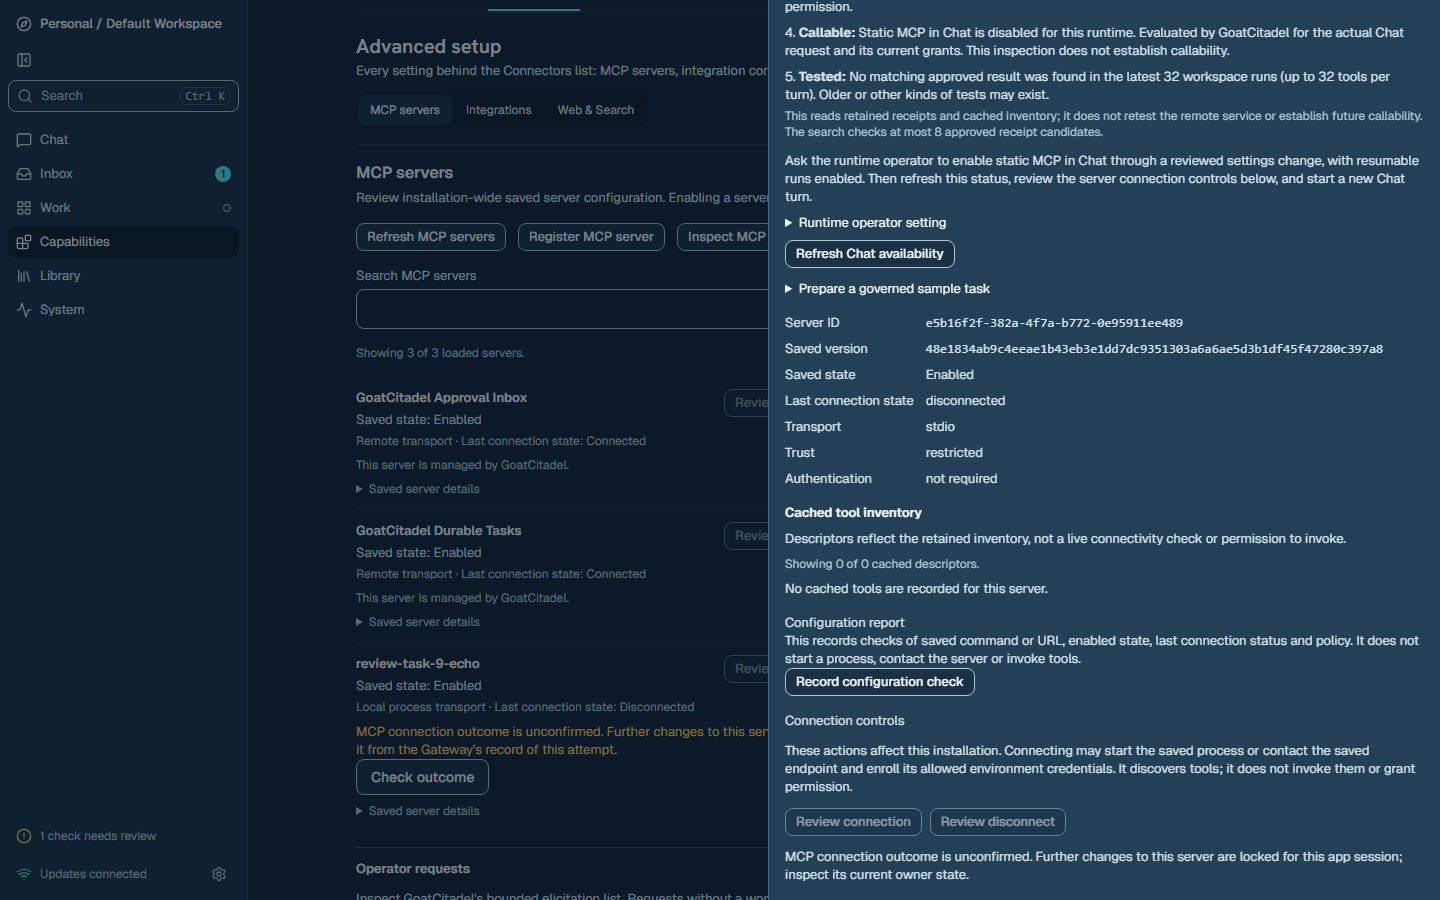 Personal / Default Workspace
Search
Ctrl K
Chat
Inbox
1
Work
Capabilities
Library
System
1 check needs review
Updates connected
Advanced setup
Every setting behind the Connectors list: MCP servers, integration cor
MCP servers
Integrations
Web & Search
MCP servers
Review installation-wide saved server configuration. Enabling a serve
Refresh MCP servers
Register MCP server
Inspect MCP
Search MCP servers
Showing 3 of 3 loaded servers.
GoatCitadel Approval Inbox
Revie
Saved state: Enabled
Remote transport · Last connection state: Connected
This server is managed by GoatCitadel.
Saved server details
GoatCitadel Durable Tasks
Revie
Saved state: Enabled
Remote transport · Last connection state: Connected
This server is managed by GoatCitadel.
Saved server details
review-task-9-echo
Revie
Saved state: Enabled
Local process transport · Last connection state: Disconnected
MCP connection outcome is unconfirmed. Further changes to this ser
it from the Gateway's record of this attempt.
Check outcome
Saved server details
Operator requests
Inspect GoatCitadel's bounded elicitation list. Requests without a wor
permission.
4. Callable: Static MCP in Chat is disabled for this runtime. Evaluated by GoatCitadel for the actual Chat
request and its current grants. This inspection does not establish callability.
5. Tested: No matching approved result was found in the latest 32 workspace runs (up to 32 tools per
turn). Older or other kinds of tests may exist.
This reads retained receipts and cached inventory; it does not retest the remote service or establish future callability.
The search checks at most 8 approved receipt candidates.
Ask the runtime operator to enable static MCP in Chat through a reviewed settings change, with resumable
runs enabled. Then refresh this status, review the server connection controls below, and start a new Chat
turn.
Runtime operator setting
Refresh Chat availability
Prepare a governed sample task
Server ID e5b16f2f-382a-4f7a-b772-0e95911ee489
Saved version 48e1834ab9c4eeae1b43eb3e1dd7dc9351303a6a6ae5d3b1df45f47280c397a8
Saved state Enabled
Last connection state disconnected
Transport stdio
Trust restricted
Authentication not required
Cached tool inventory
Descriptors reflect the retained inventory, not a live connectivity check or permission to invoke.
Showing 0 of 0 cached descriptors.
No cached tools are recorded for this server.
Configuration report
This records checks of saved command or URL, enabled state, last connection status and policy. It does not
start a process, contact the server or invoke tools.
Record configuration check
Connection controls
These actions affect this installation. Connecting may start the saved process or contact the saved
endpoint and enroll its allowed environment credentials. It discovers tools; it does not invoke them or grant
permission.
Review connection
Review disconnect
MCP connection outcome is unconfirmed. Further changes to this server are locked for this app session;
inspect its current owner state.